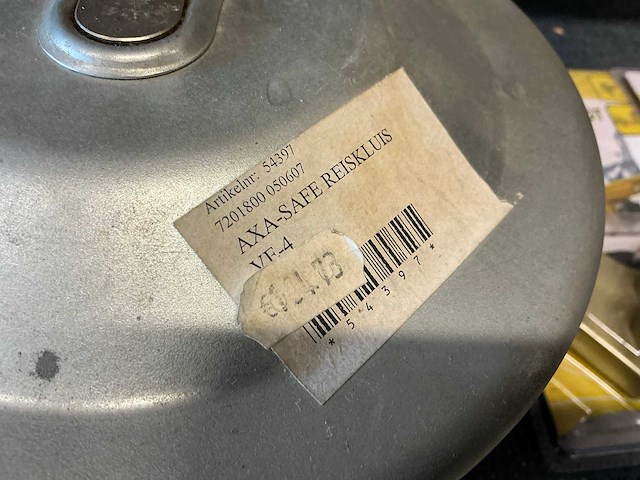 Artikelnr: 54397
7201800 050607
AXA-SAFE REISKLUIS
VE-4
*54397*